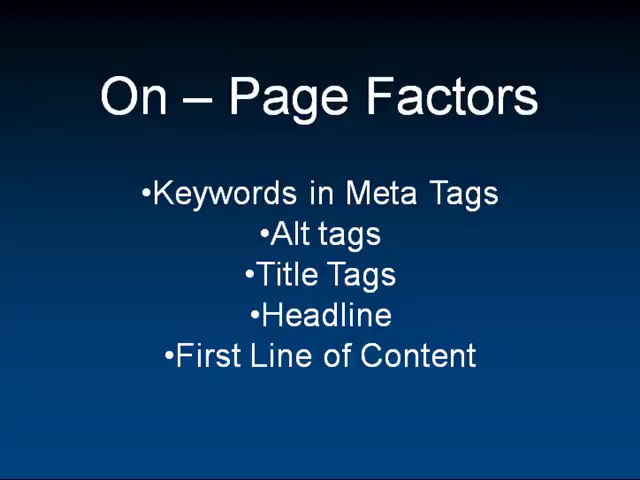 On – Page Factors
•Keywords in Meta Tags
•Alt tags
•Title Tags
•Headline
•First Line of Content